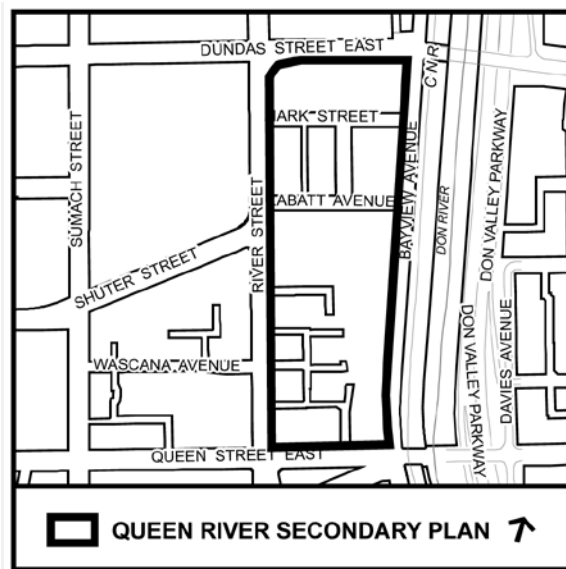 DUNDAS STREET EAST
CNR
ARK STREET
SUMACH STREET
BAYVIEW AVENUE
DON VALLEY PARKWAY
ABATT AVENUE
RIVER STREET
DON RIVER
SHUTER STREET
DON VALLEY PARKWAY
DAVIES AVENUE
WASCANA AVENUE
QUEEN STREET EAST
QUEEN RIVER SECONDARY PLAN